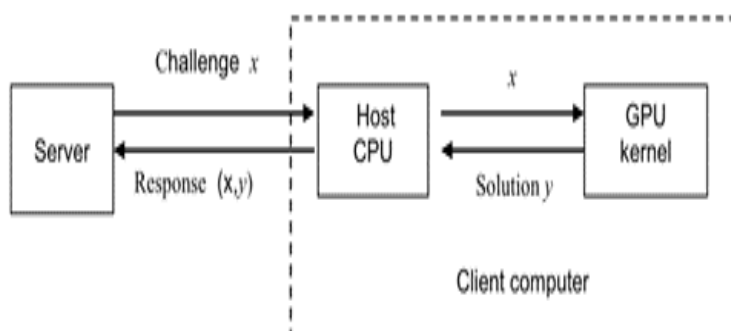 Challenge x
Server
Response (x,y)
Host
CPU
x
Solution y
GPU
kernel
Client computer